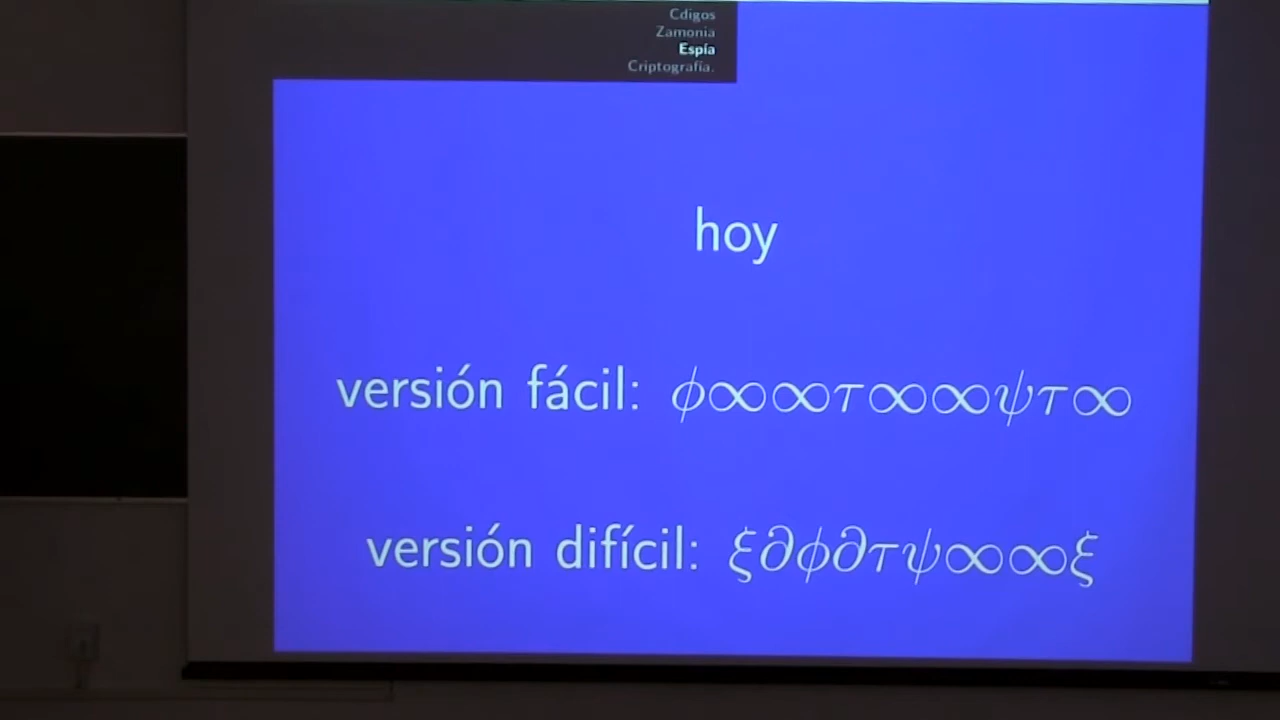 Cdigos
Zamonia
Espía
Criptografía.
hoy
versión fácil: ϕ∞∞τ∞∞ψτ∞
versión difícil: ξ∂ϕ∂τψ∞∞ξ